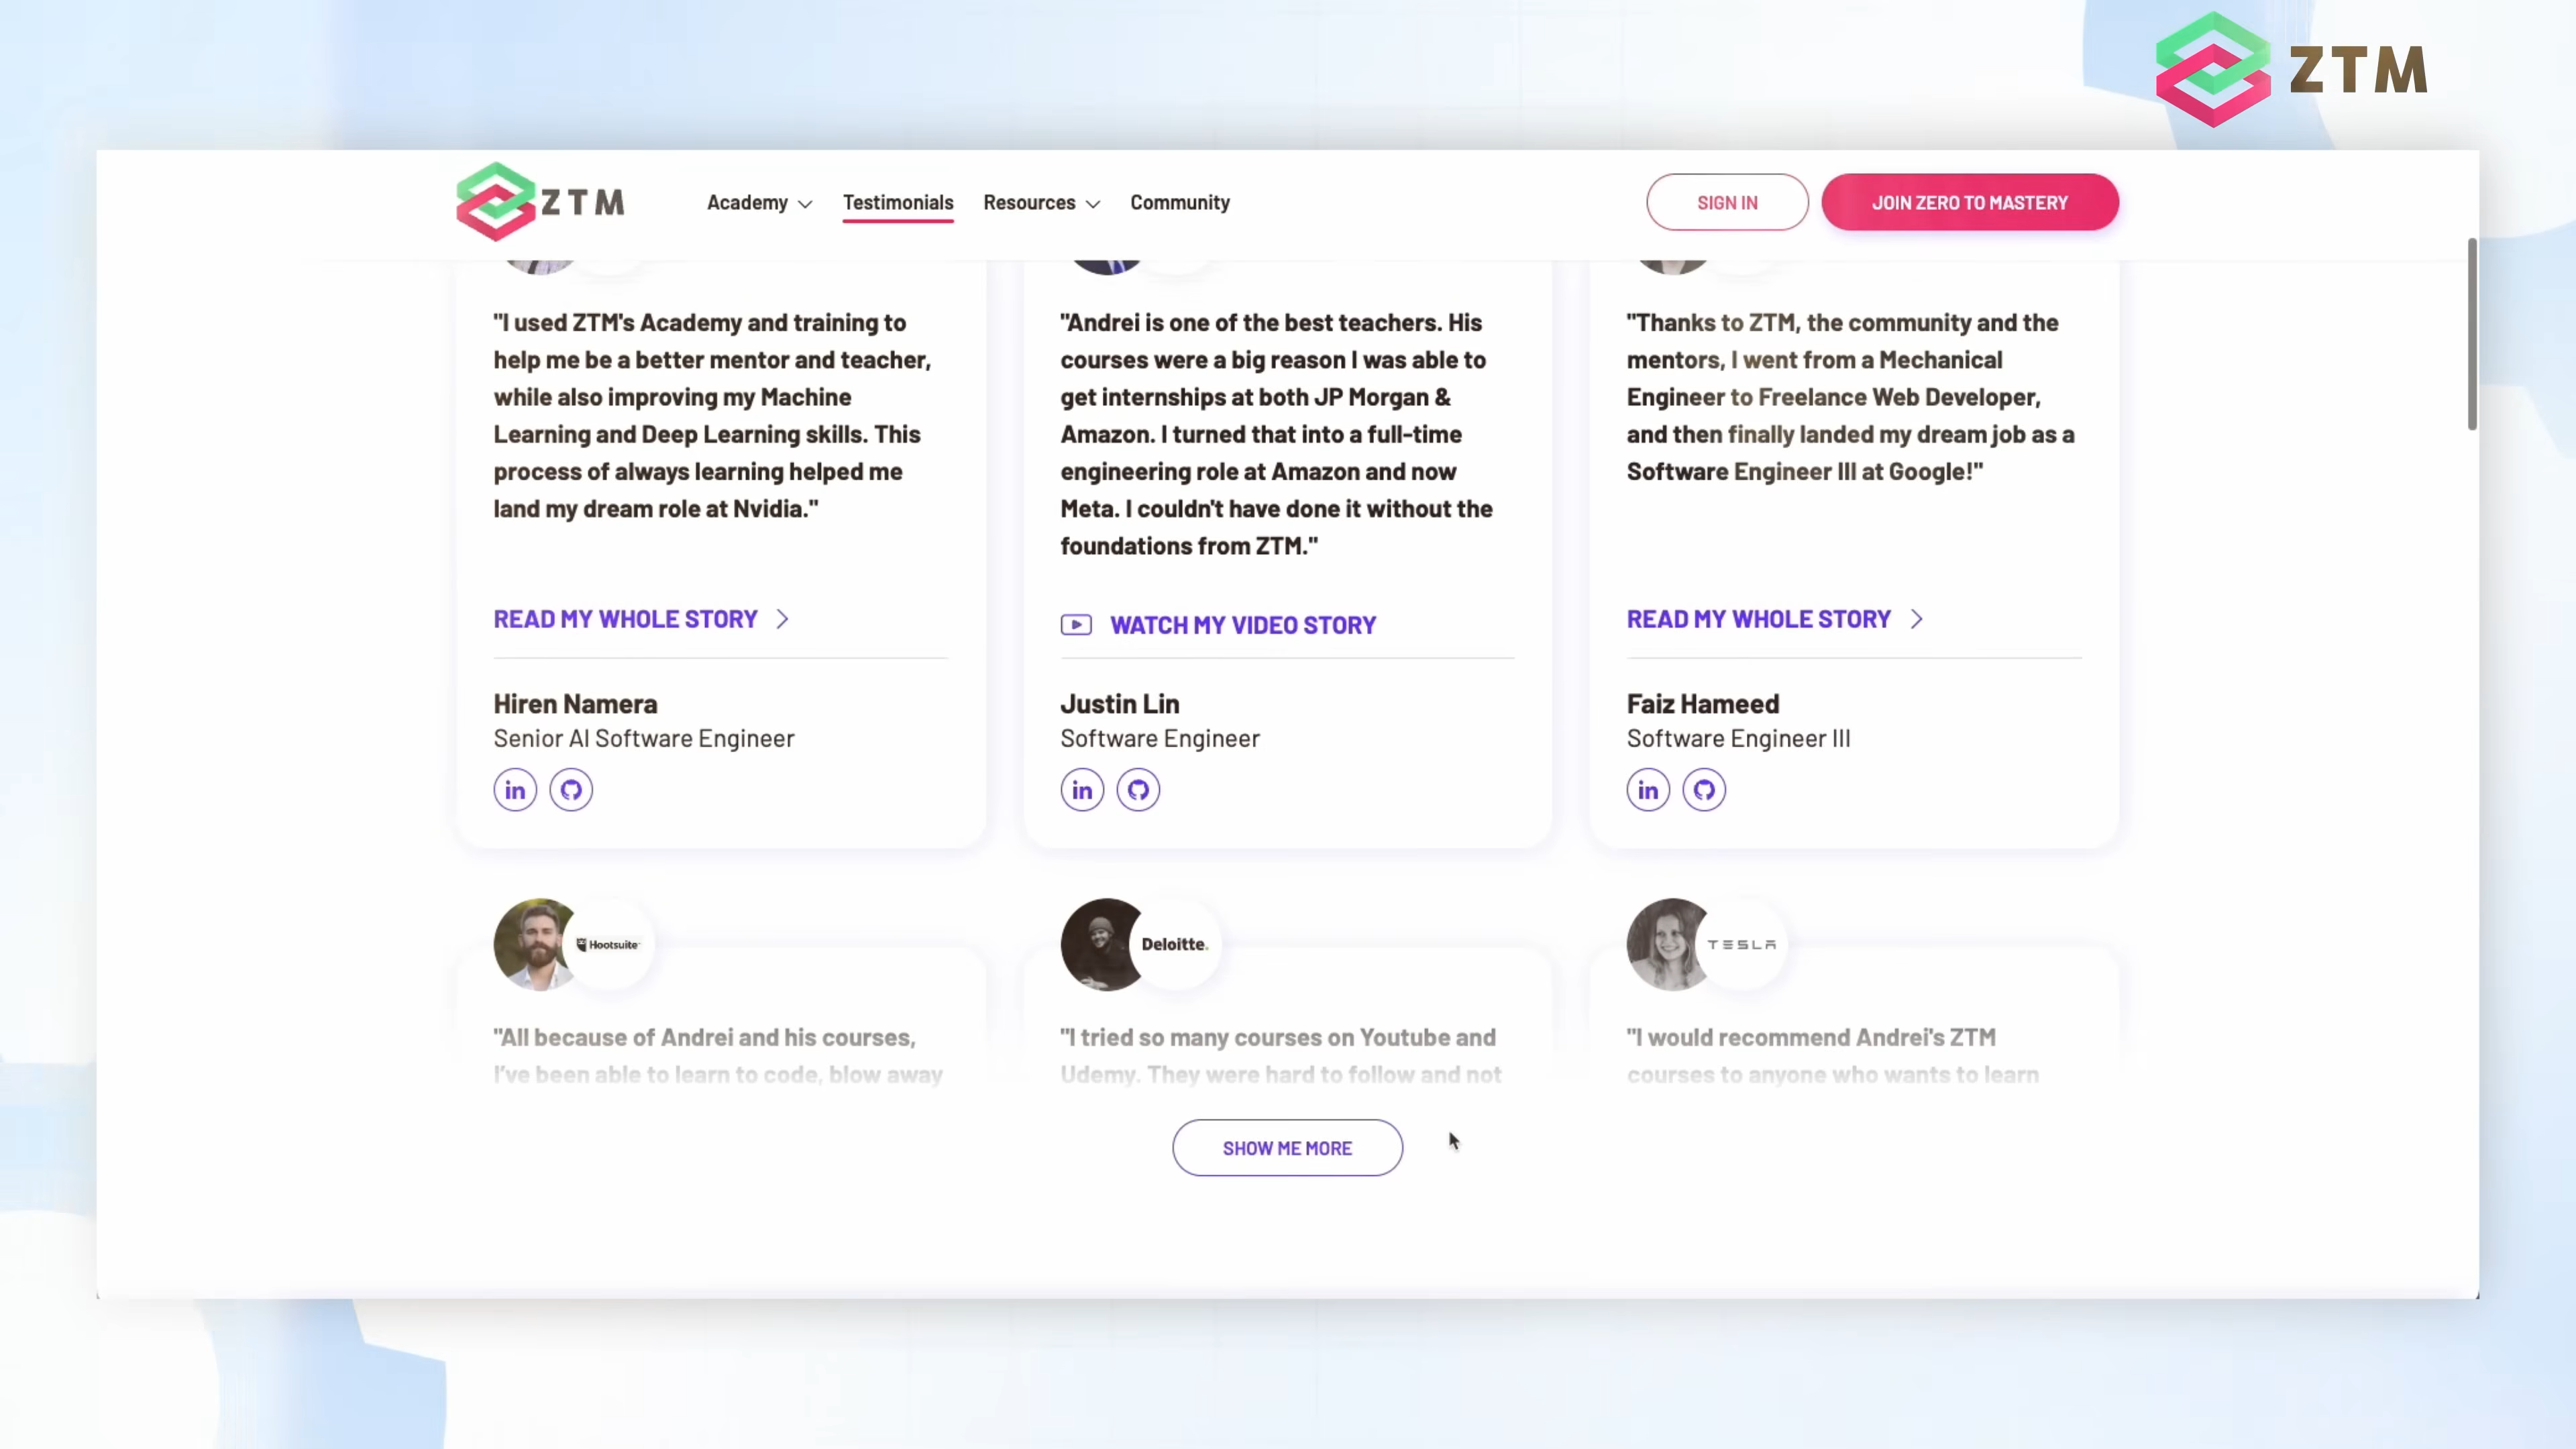 ZTM
ZTM
Academy
Testimonials
Resources
Community
SIGN IN
JOIN ZERO TO MASTERY
"I used ZTM's Academy and training to
help me be a better mentor and teacher,
while also improving my Machine
Learning and Deep Learning skills. This
process of always learning helped me
land my dream role at Nvidia."
READ MY WHOLE STORY
Hiren Namera
Senior AI Software Engineer
in
"Andrei is one of the best teachers. His
courses were a big reason I was able to
get internships at both JP Morgan &
Amazon. I turned that into a full-time
engineering role at Amazon and now
Meta. I couldn't have done it without the
foundations from ZTM."
WATCH MY VIDEO STORY
Justin Lin
Software Engineer
in
"Thanks to ZTM, the community and the
mentors, I went from a Mechanical
Engineer to Freelance Web Developer,
and then finally landed my dream job as a
Software Engineer III at Google!"
READ MY WHOLE STORY
Faiz Hameed
Software Engineer III
in
Hootsuite
"All because of Andrei and his courses,
I've been able to learn to code, blow away
Deloitte.
"I tried so many courses on Youtube and
Udemy. They were hard to follow and not
TESLA
"I would recommend Andrei's ZTM
courses to anyone who wants to learn
SHOW ME MORE